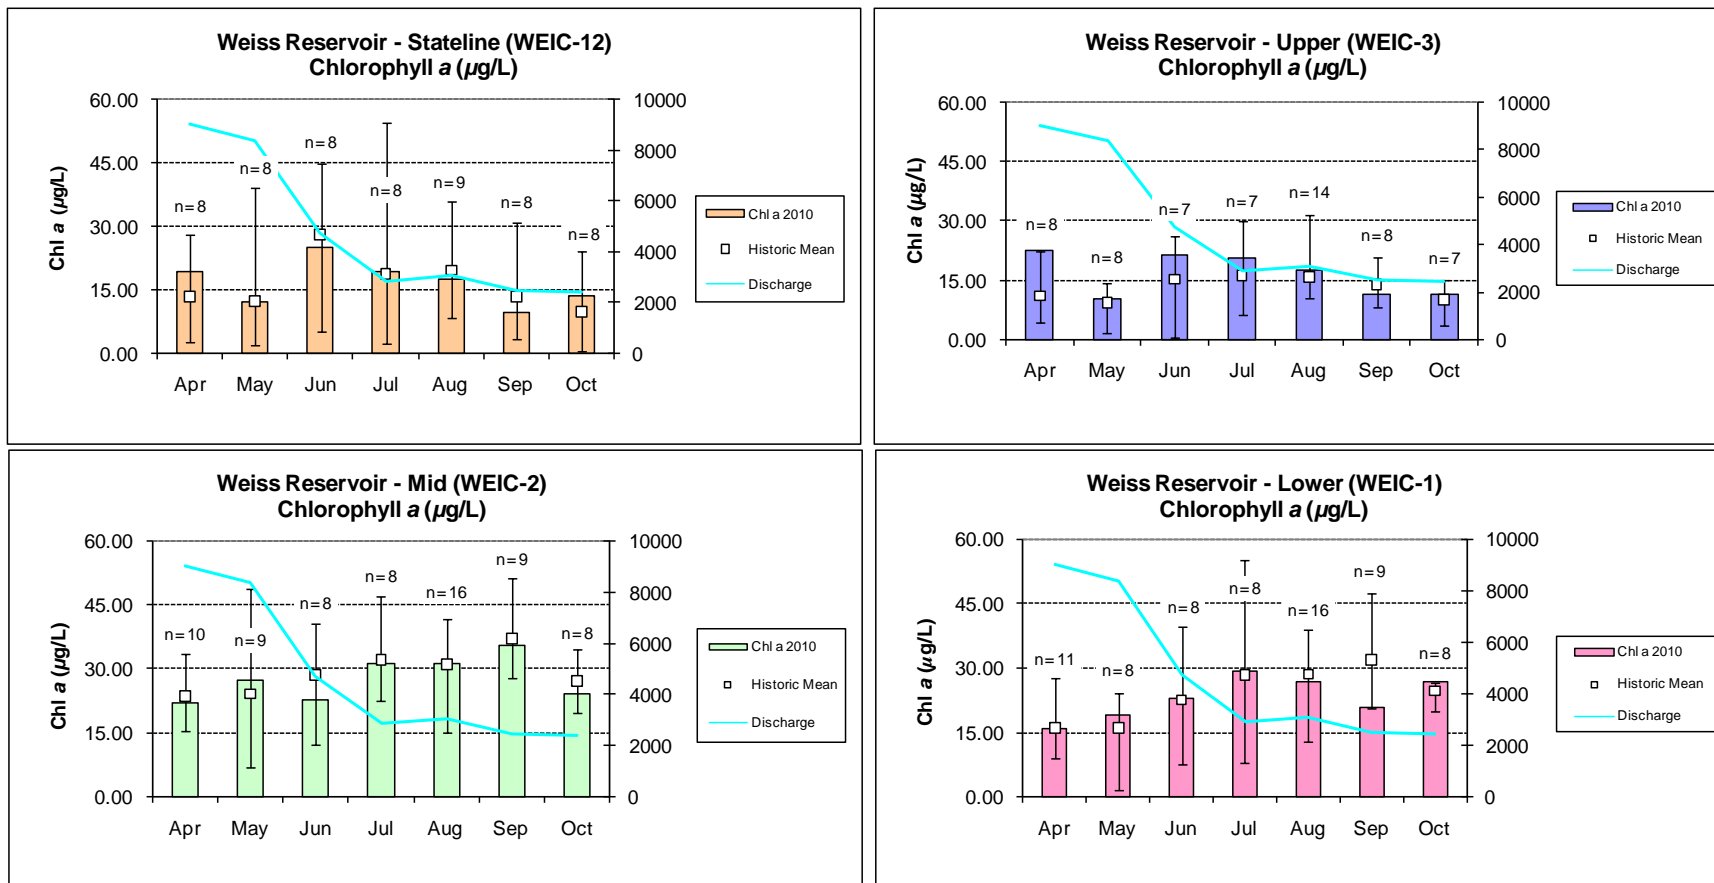 Weiss Reservoir - Stateline (WEIC-12)
Chlorophyll a (µg/L)
60.00
45.00
30.00
15.00
0.00
Chl a (µg/L)
10000
8000
6000
4000
2000
0
n=8
n=8
n=8
n=8
n=9
n=8
n=8
Apr May Jun Jul Aug Sep Oct
Chl a 2010
Historic Mean
Discharge
Weiss Reservoir - Upper (WEIC-3)
Chlorophyll a (µg/L)
60.00
45.00
30.00
15.00
0.00
Chl a (µg/L)
10000
8000
6000
4000
2000
0
n=8
n=8
n=7
n=7
n=14
n=8
n=7
Apr May Jun Jul Aug Sep Oct
Chl a 2010
Historic Mean
Discharge
Weiss Reservoir - Mid (WEIC-2)
Chlorophyll a (µg/L)
60.00
45.00
30.00
15.00
0.00
Chl a (µg/L)
10000
8000
6000
4000
2000
0
n=10
n=9
n=8
n=8
n=16
n=9
n=8
Apr May Jun Jul Aug Sep Oct
Chl a 2010
Historic Mean
Discharge
Weiss Reservoir - Lower (WEIC-1)
Chlorophyll a (µg/L)
60.00
45.00
30.00
15.00
0.00
Chl a (µg/L)
10000
8000
6000
4000
2000
0
n=11
n=8
n=8
n=8
n=16
n=9
n=8
Apr May Jun Jul Aug Sep Oct
Chl a 2010
Historic Mean
Discharge